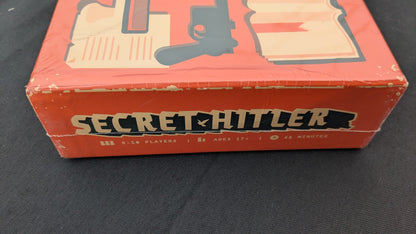 SECRET HITLER
5-10 PLAYERS | AGES 17+ | 45 MINUTES